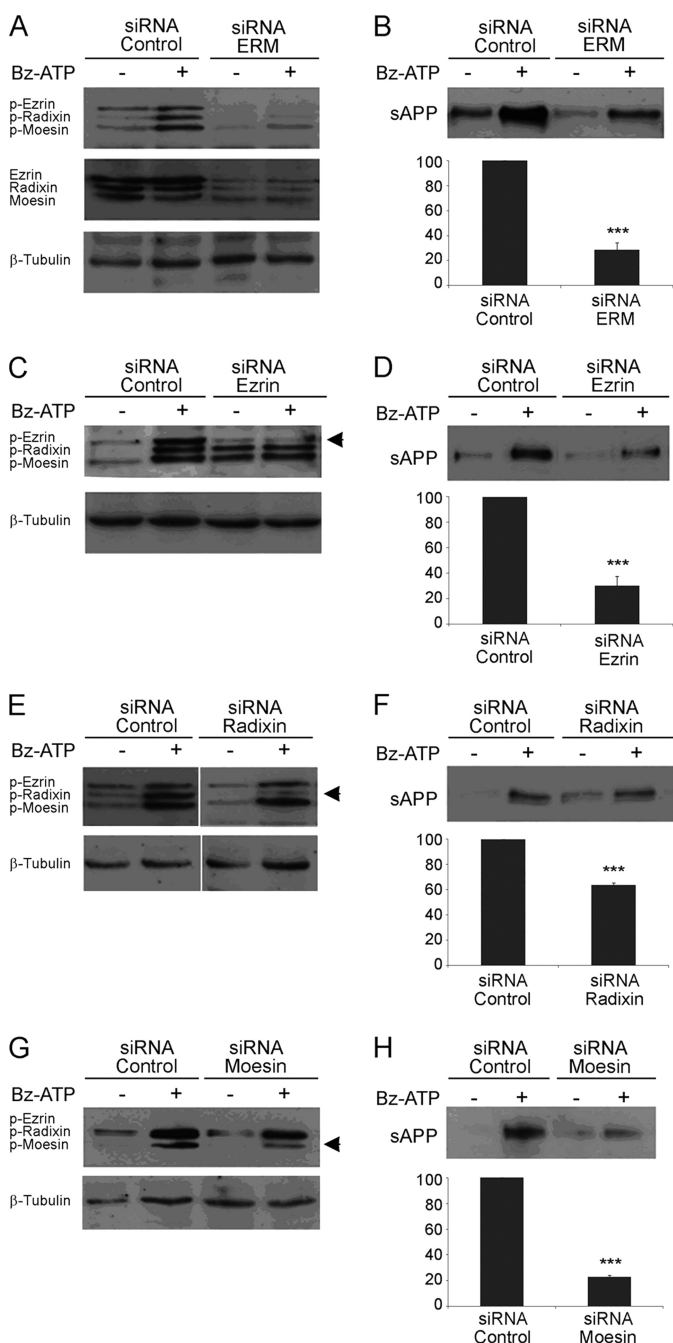 A
siRNA Control
siRNA ERM
Bz-ATP - + - +
p-Ezrin
p-Radixin
p-Moesin
Ezrin
Radixin
Moesin
β-Tubulin
B
siRNA Control
siRNA ERM
Bz-ATP - + - +
sAPP
100
80
60
40
20
0
***
siRNA Control
siRNA ERM
C
siRNA Control
siRNA Ezrin
Bz-ATP - + - +
p-Ezrin
p-Radixin
p-Moesin
β-Tubulin
D
siRNA Control
siRNA Ezrin
Bz-ATP - + - +
sAPP
100
80
60
40
20
0
***
siRNA Control
siRNA Ezrin
E
siRNA Control
siRNA Radixin
Bz-ATP - + - +
p-Ezrin
p-Radixin
p-Moesin
β-Tubulin
F
siRNA Control
siRNA Radixin
Bz-ATP - + - +
sAPP
100
80
60
40
20
0
***
siRNA Control
siRNA Radixin
G
siRNA Control
siRNA Moesin
Bz-ATP - + - +
p-Ezrin
p-Radixin
p-Moesin
β-Tubulin
H
siRNA Control
siRNA Moesin
Bz-ATP - + - +
sAPP
100
80
60
40
20
0
***
siRNA Control
siRNA Moesin